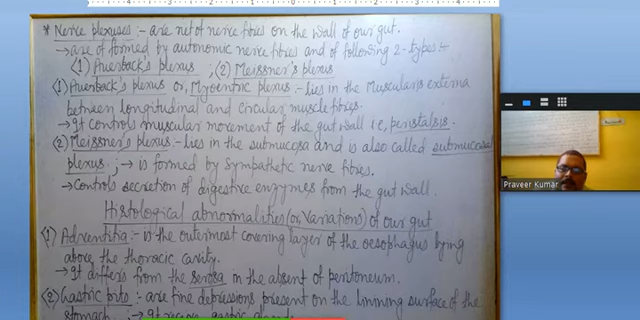 * Nerve plexuses :- are net of nerve fibres on the wall of our gut.
→ are of formed by autonomic nerve fibres and of following 2-types :-
(1) Auerback's plexus ; (2) Meissner's plexus
(1) Auerback's plexus or, Myoentric plexus :- lies in the Muscularis externa
between longitudinal and circular muscle fibres.
→ It controls muscular movement of the gut wall i.e, peristalsis.
(2) Meissner's plexus :- lies in the submucosa and is also called submucosal
plexus ; → is formed by sympathetic nerve fibres.
→ Controls secretion of digestive enzymes from the gut wall.
Histological abnormalities (or, Variations) of our gut
(1) Adventitia :- is the outermost covering layer of the oesophagus lying
above the thoracic cavity.
→ It differs from the serosa in the absent of peritoneum.
(2) Gastric pits :- are fine depressions present on the linning surface of the
stomach. → It
Praveer Kumar